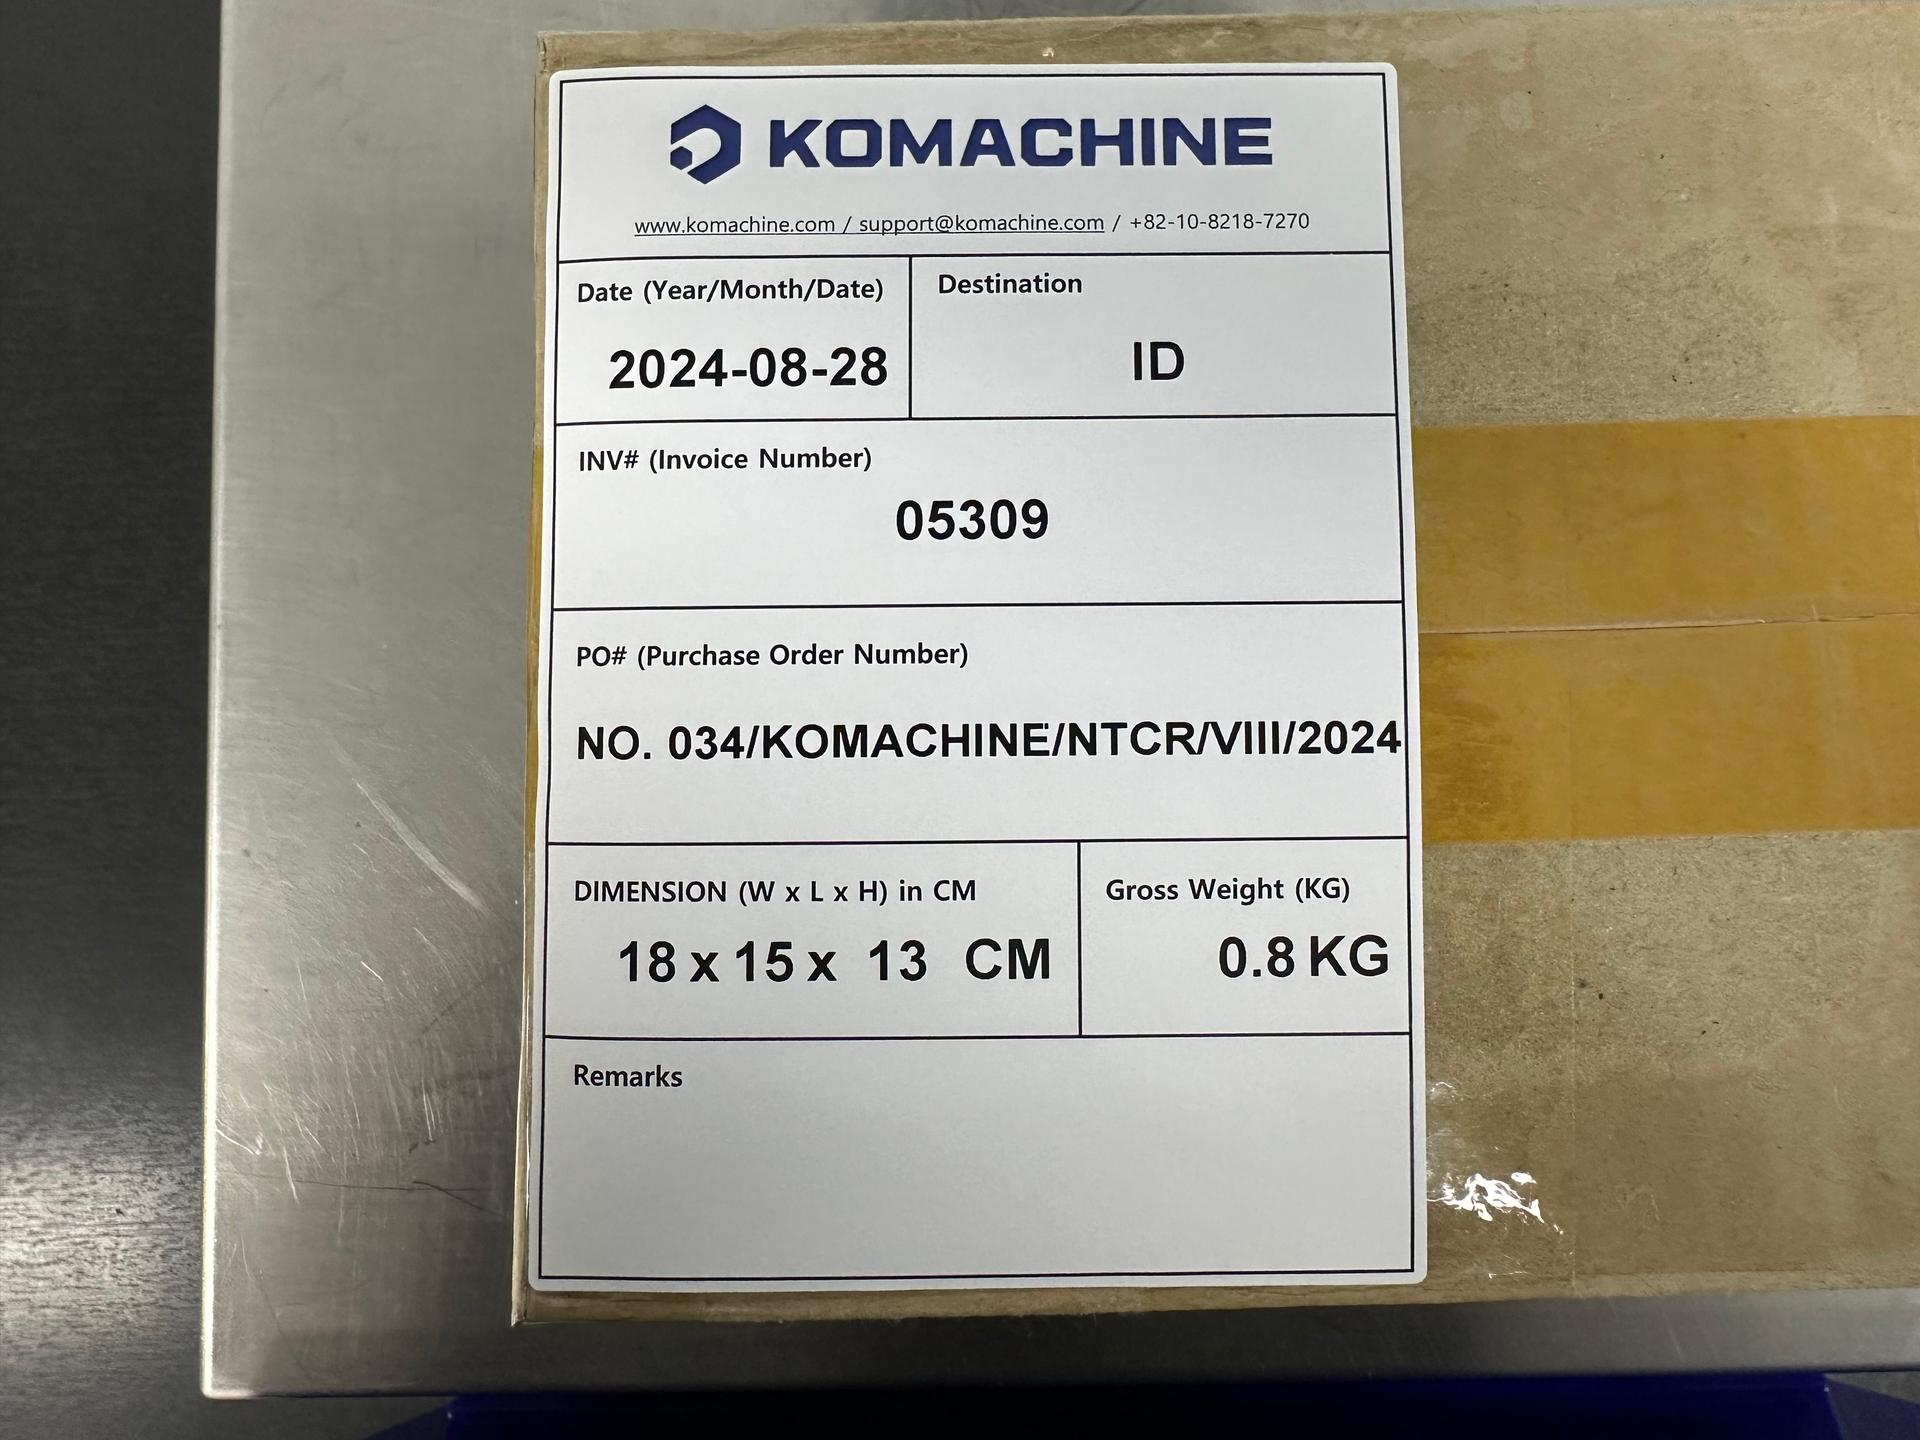 KOMACHINE
www.komachine.com / support@komachine.com / +82-10-8218-7270
Date (Year/Month/Date)
2024-08-28
Destination
ID
INV# (Invoice Number)
05309
PO# (Purchase Order Number)
NO. 034/KOMACHINE/NTCR/VIII/2024
DIMENSION (W x L x H) in CM
18 x 15 x 13 CM
Gross Weight (KG)
0.8 KG
Remarks